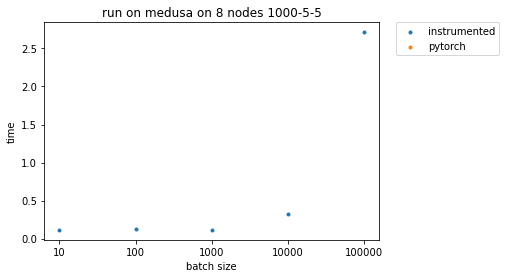 run on medusa on 8 nodes 1000-5-5
instrumented
pytorch
2.5
2.0
1.5
1.0
0.5
0.0
time
10 100 1000 10000 100000
batch size